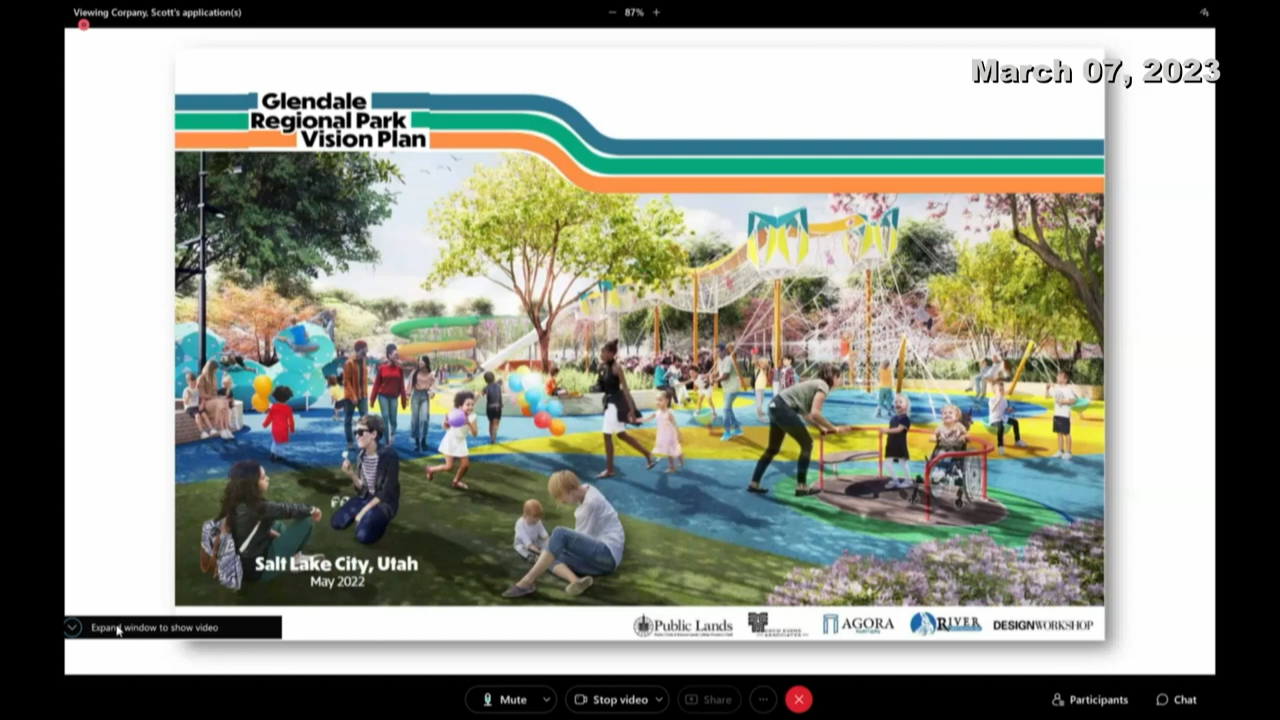 Viewing Corpany, Scott's application(s)
87%
March 07, 2023
Glendale
Regional Park
Vision Plan
Salt Lake City, Utah
May 2022
Expand window to show video
Public Lands
AGORA
RIVER
DESIGNWORKSHOP
Mute
Stop video
Share
Participants
Chat